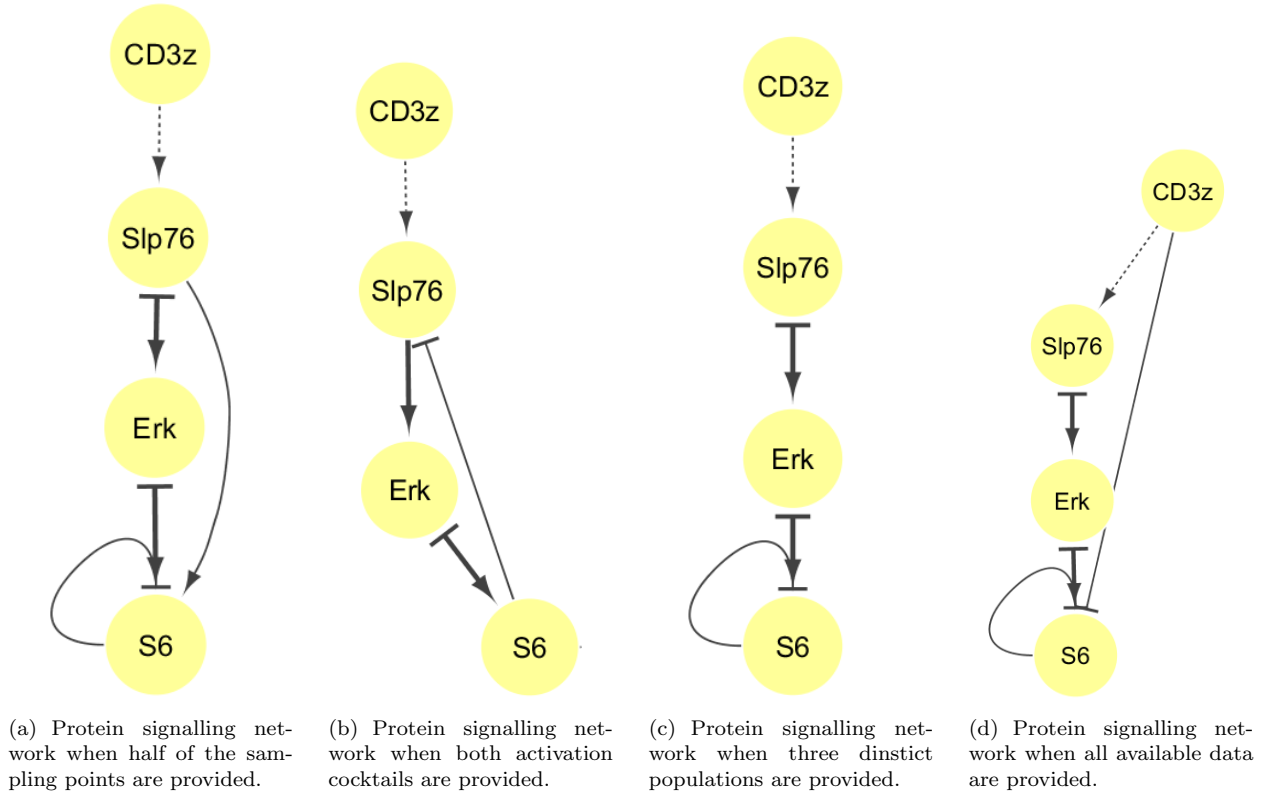 CD3z
Slp76
Erk
S6
(a) Protein signalling net-
work when half of the sam-
pling points are provided.
CD3z
Slp76
Erk
S6
(b) Protein signalling net-
work when both activation
cocktails are provided.
CD3z
Slp76
Erk
S6
(c) Protein signalling net-
work when three dinstict
populations are provided.
CD3z
Slp76
Erk
S6
(d) Protein signalling net-
work when all available data
are provided.